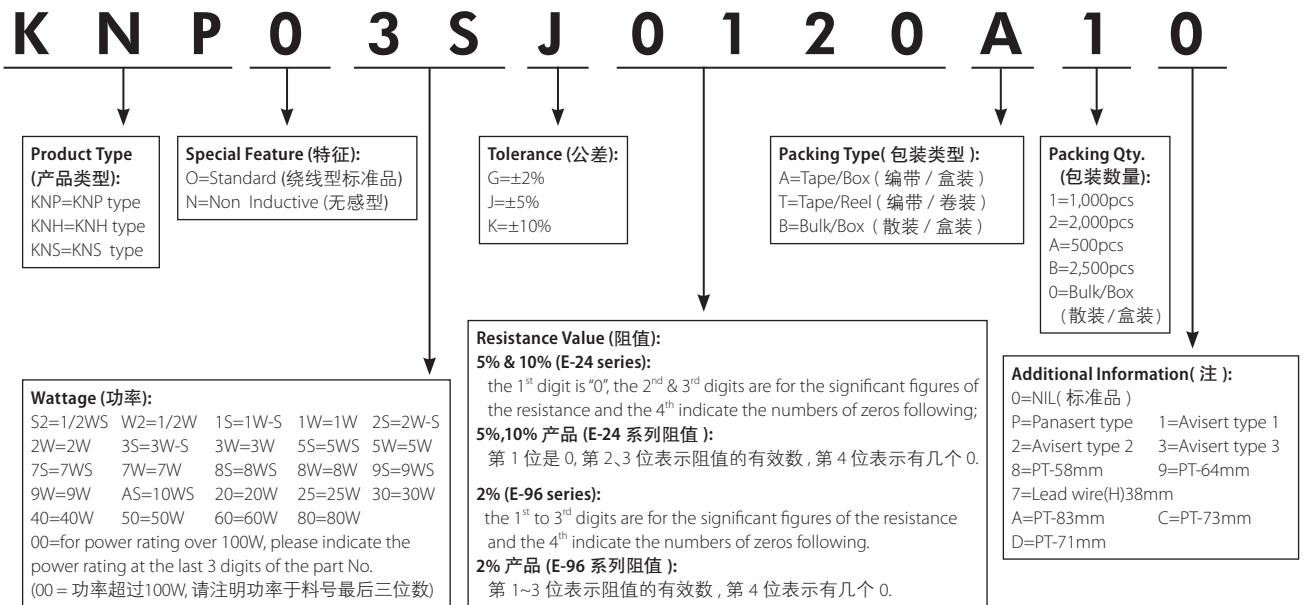 K N P 0 3 S J 0 1 2 0 A 1 0
Product Type
(产品类型):
KNP=KNP type
KNH=KNH type
KNS=KNS type
Special Feature (特征):
O=Standard (绕线型标准品)
N=Non Inductive (无感型)
Tolerance (公差):
G=±2%
J=±5%
K=±10%
Packing Type( 包装类型 ):
A=Tape/Box ( 编带 / 盒装 )
T=Tape/Reel ( 编带 / 卷装 )
B=Bulk/Box ( 散装 / 盒装 )
Packing Qty.
(包装数量):
1=1,000pcs
2=2,000pcs
A=500pcs
B=2,500pcs
0=Bulk/Box
(散装/盒装)
Wattage (功率):
S2=1/2WS W2=1/2W 1S=1W-S 1W=1W 2S=2W-S
2W=2W 3S=3W-S 3W=3W 5S=5WS 5W=5W
7S=7WS 7W=7W 8S=8WS 8W=8W 9S=9WS
9W=9W AS=10WS 20=20W 25=25W 30=30W
40=40W 50=50W 60=60W 80=80W
00=for power rating over 100W, please indicate the
power rating at the last 3 digits of the part No.
(00 = 功率超过100W, 请注明功率于料号最后三位数)
Resistance Value (阻值):
5% & 10% (E-24 series):
the 1st digit is “0”, the 2nd & 3rd digits are for the significant figures of
the resistance and the 4th indicate the numbers of zeros following;
5%,10% 产品 (E-24 系列阻值 ):
第 1 位是 0, 第 2、3 位表示阻值的有效数 , 第 4 位表示有几个 0.
2% (E-96 series):
the 1st to 3rd digits are for the significant figures of the resistance
and the 4th indicate the numbers of zeros following.
2% 产品 (E-96 系列阻值 ):
第 1~3 位表示阻值的有效数 , 第 4 位表示有几个 0.
Additional Information( 注 ):
0=NIL( 标准品 )
P=Panasert type 1=Avisert type 1
2=Avisert type 2 3=Avisert type 3
8=PT-58mm 9=PT-64mm
7=Lead wire(H)38mm
A=PT-83mm C=PT-73mm
D=PT-71mm